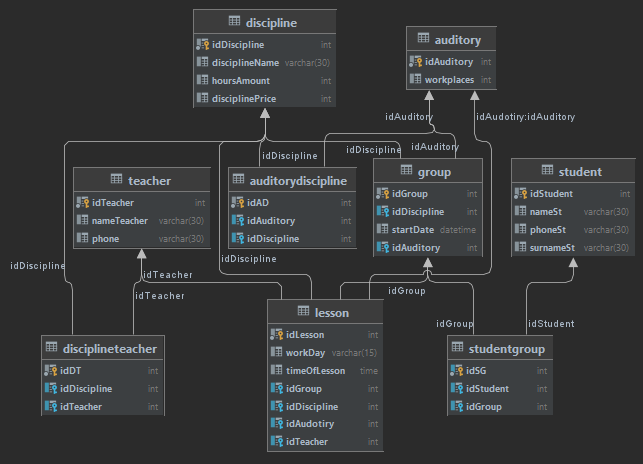 discipline
idDiscipline int
disciplineName varchar(30)
hoursAmount int
disciplinePrice int
auditory
idAuditory int
workplaces int
idAuditory
idAudotiry:idAuditory
idDiscipline
idAuditory
idDiscipline
teacher
idTeacher int
nameTeacher varchar(30)
phone varchar(30)
auditorydiscipline
idAD int
idAuditory int
idDiscipline int
group
idGroup int
idDiscipline int
startDate datetime
idAuditory int
student
idStudent int
nameSt varchar(30)
phoneSt varchar(30)
surnameSt varchar(30)
idDiscipline
idTeacher
idDiscipline
idTeacher
idGroup
idGroup
idStudent
disciplineteacher
idDT int
idDiscipline int
idTeacher int
lesson
idLesson int
workDay varchar(15)
timeOfLesson time
idGroup int
idDiscipline int
idAudotiry int
idTeacher int
studentgroup
idSG int
idStudent int
idGroup int